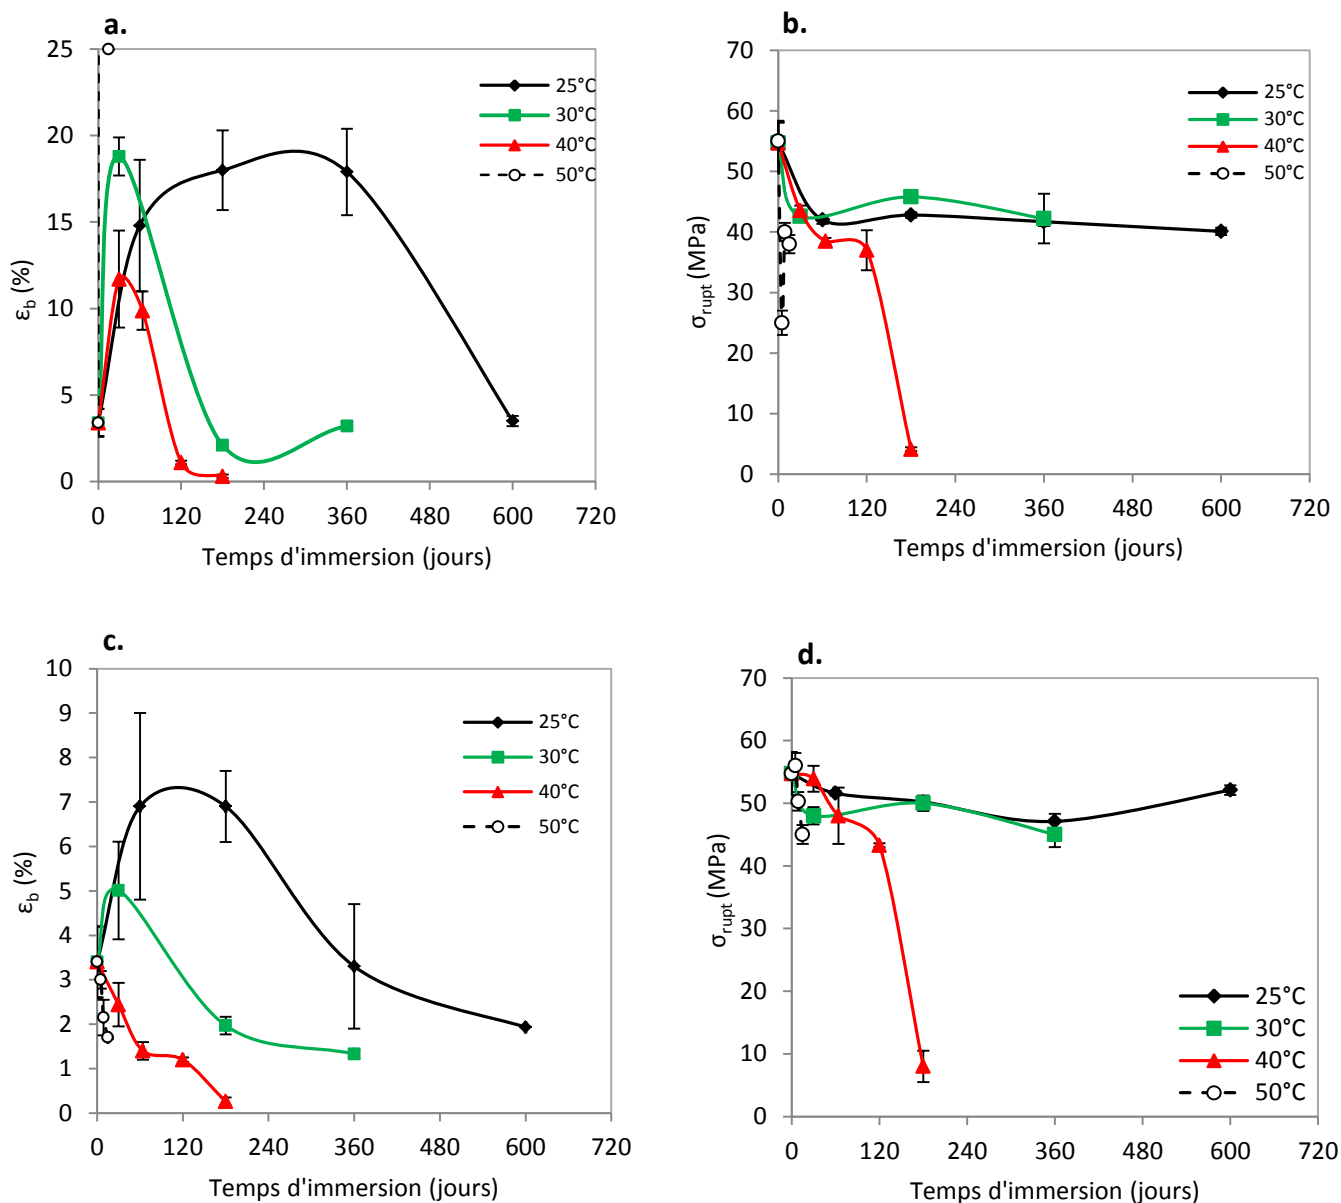 a.
25
20
15
10
5
0
ε_b (%)
25°C
30°C
40°C
50°C
0 120 240 360 480 600 720
Temps d'immersion (jours)
b.
70
60
50
40
30
20
10
0
σ_rupt (MPa)
25°C
30°C
40°C
50°C
0 120 240 360 480 600 720
Temps d'immersion (jours)
c.
10
9
8
7
6
5
4
3
2
1
0
ε_b (%)
25°C
30°C
40°C
50°C
0 120 240 360 480 600 720
Temps d'immersion (jours)
d.
70
60
50
40
30
20
10
0
σ_rupt (MPa)
25°C
30°C
40°C
50°C
0 120 240 360 480 600 720
Temps d'immersion (jours)